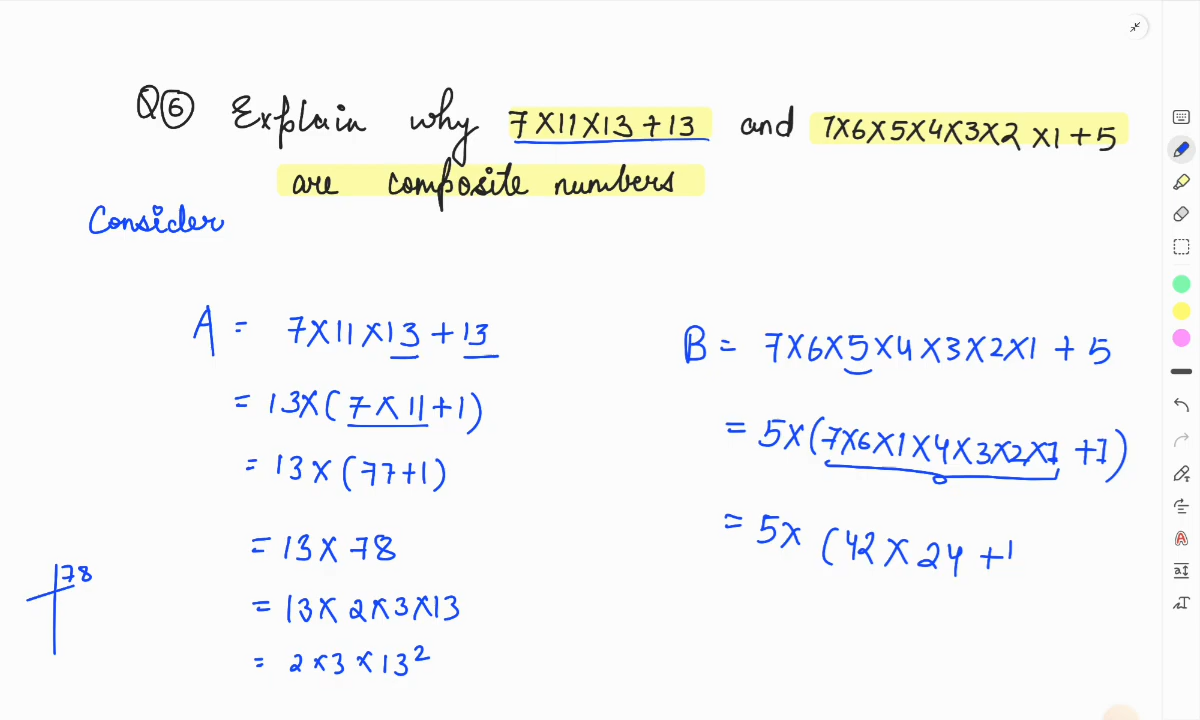 Q⑥ Explain why 7×11×13+13 and 7×6×5×4×3×2×1+5
are composite numbers
Consider
A = 7×11×13+13
= 13×(7×11+1)
= 13×(77+1)
= 13×78
= 13×2×3×13
= 2×3×13²
78
B = 7×6×5×4×3×2×1+5
= 5×(7×6×1×4×3×2×1+1)
= 5×(42×24+1